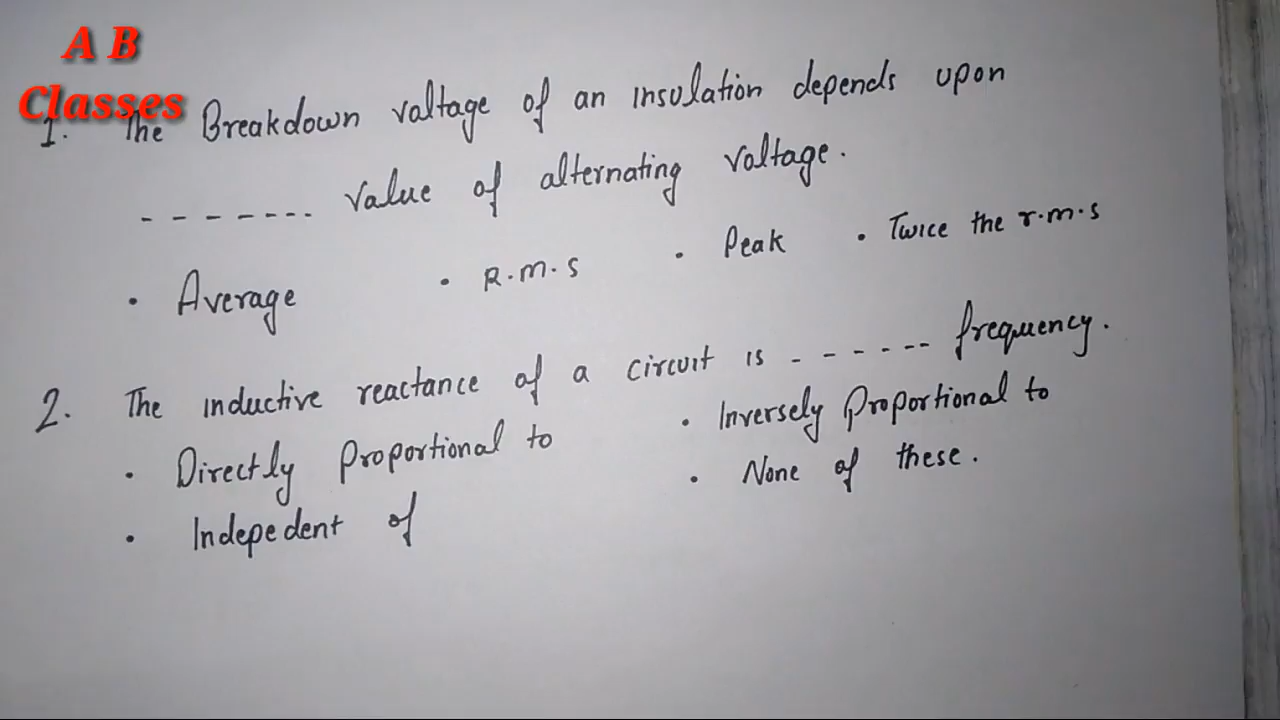 A B
Classes
1. The Breakdown valtage of an insulation depends upon
- - - - - - - value of alternating voltage.
• Average • R.m.s • Peak • Twice the r.m.s
2. The inductive reactance of a circuit is - - - - - - - frequency.
• Directly proportional to • Inversely proportional to
• Indepedent of • None of these.